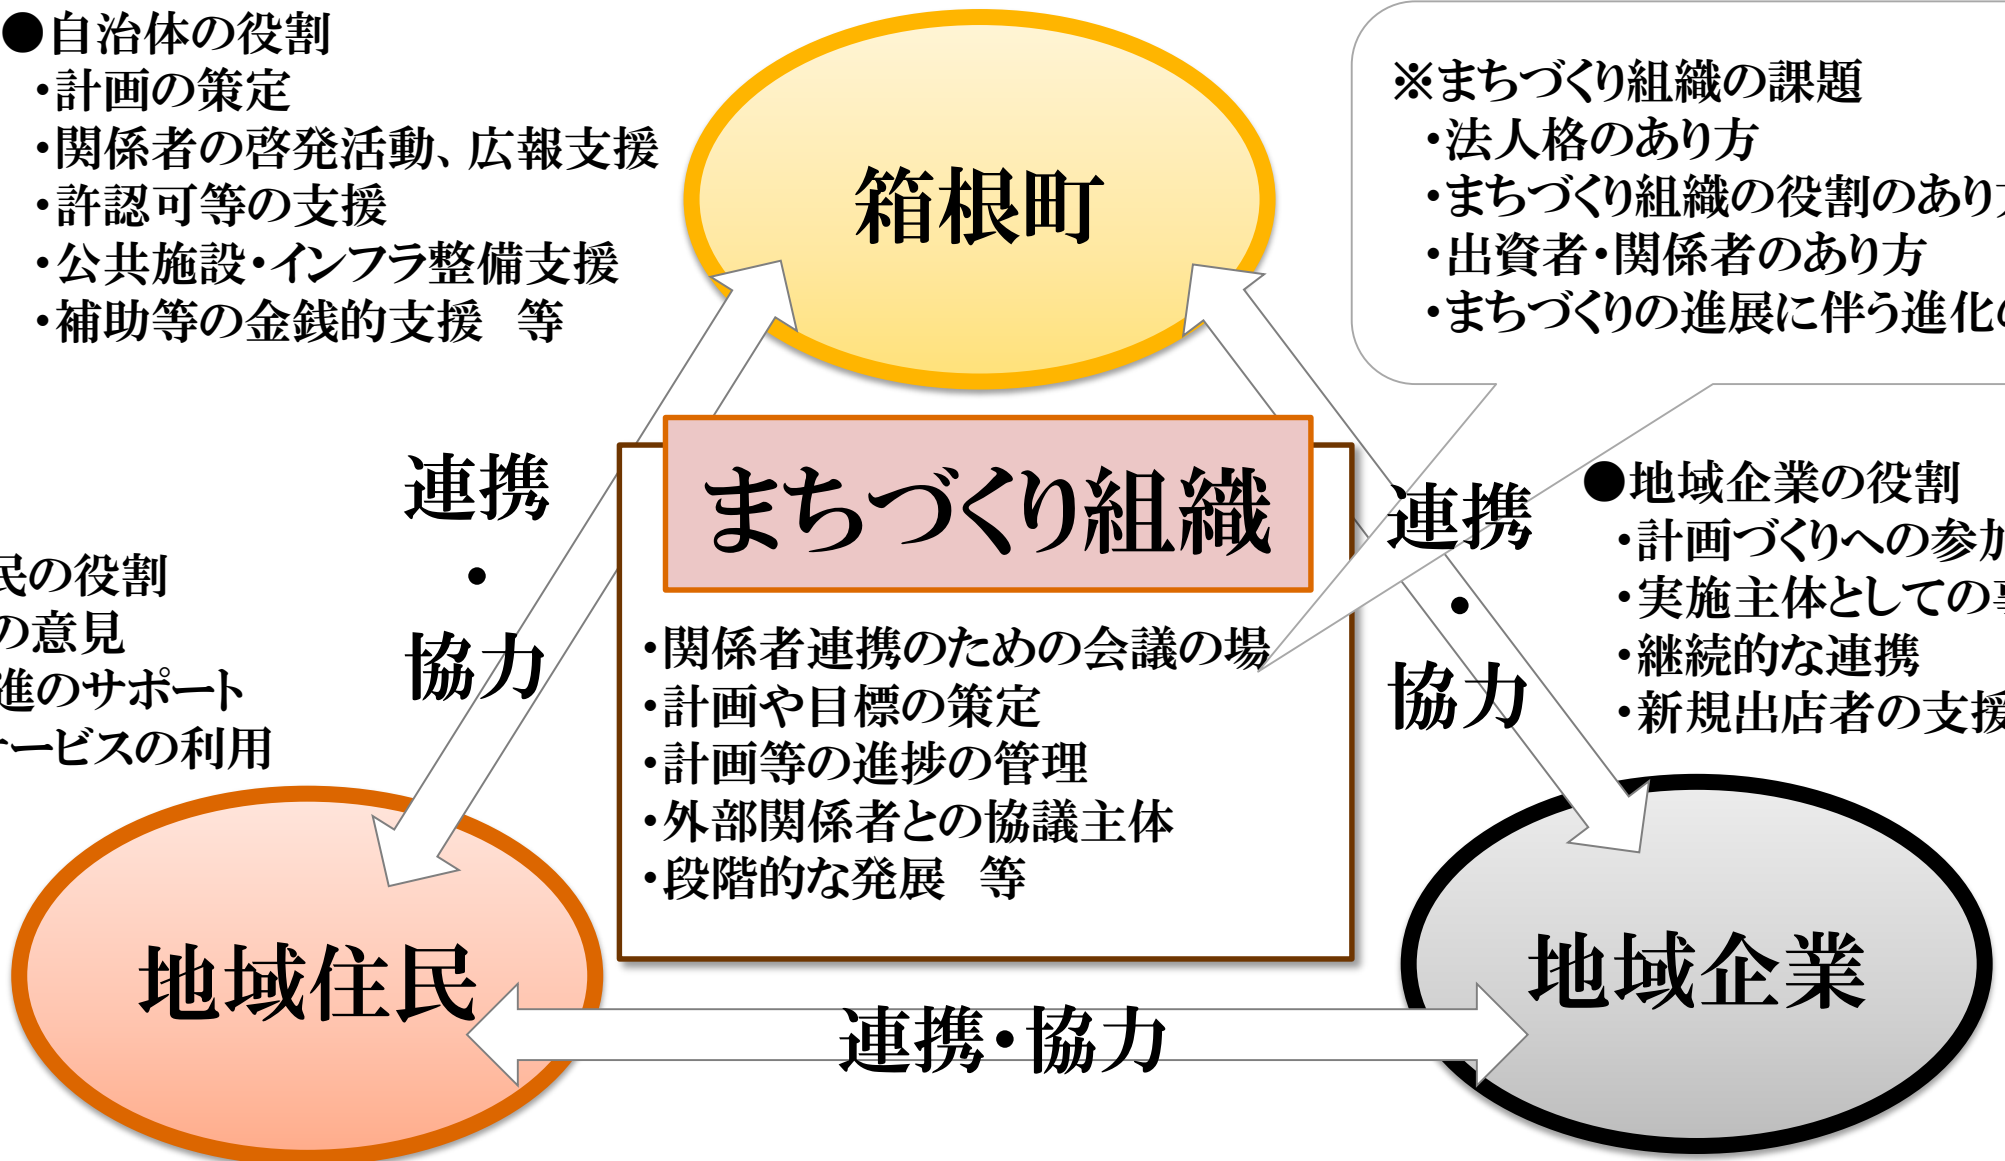 ●自治体の役割
・計画の策定
・関係者の啓発活動、広報支援
・許認可等の支援
・公共施設・インフラ整備支援
・補助等の金銭的支援 等
箱根町
※まちづくり組織の課題
・法人格のあり方
・まちづくり組織の役割のあり
・出資者・関係者のあり方
・まちづくりの進展に伴う進化
連携
・
協力
まちづくり組織
・関係者連携のための会議の場
・計画や目標の策定
・計画等の進捗の管理
・外部関係者との協議主体
・段階的な発展 等
連携
・
協力
●地域企業の役割
・計画づくりへの参
・実施主体としての
・継続的な連携
・新規出店者の支援
民の役割
の意見
進のサポート
サービスの利用
地域住民
連携・協力
地域企業